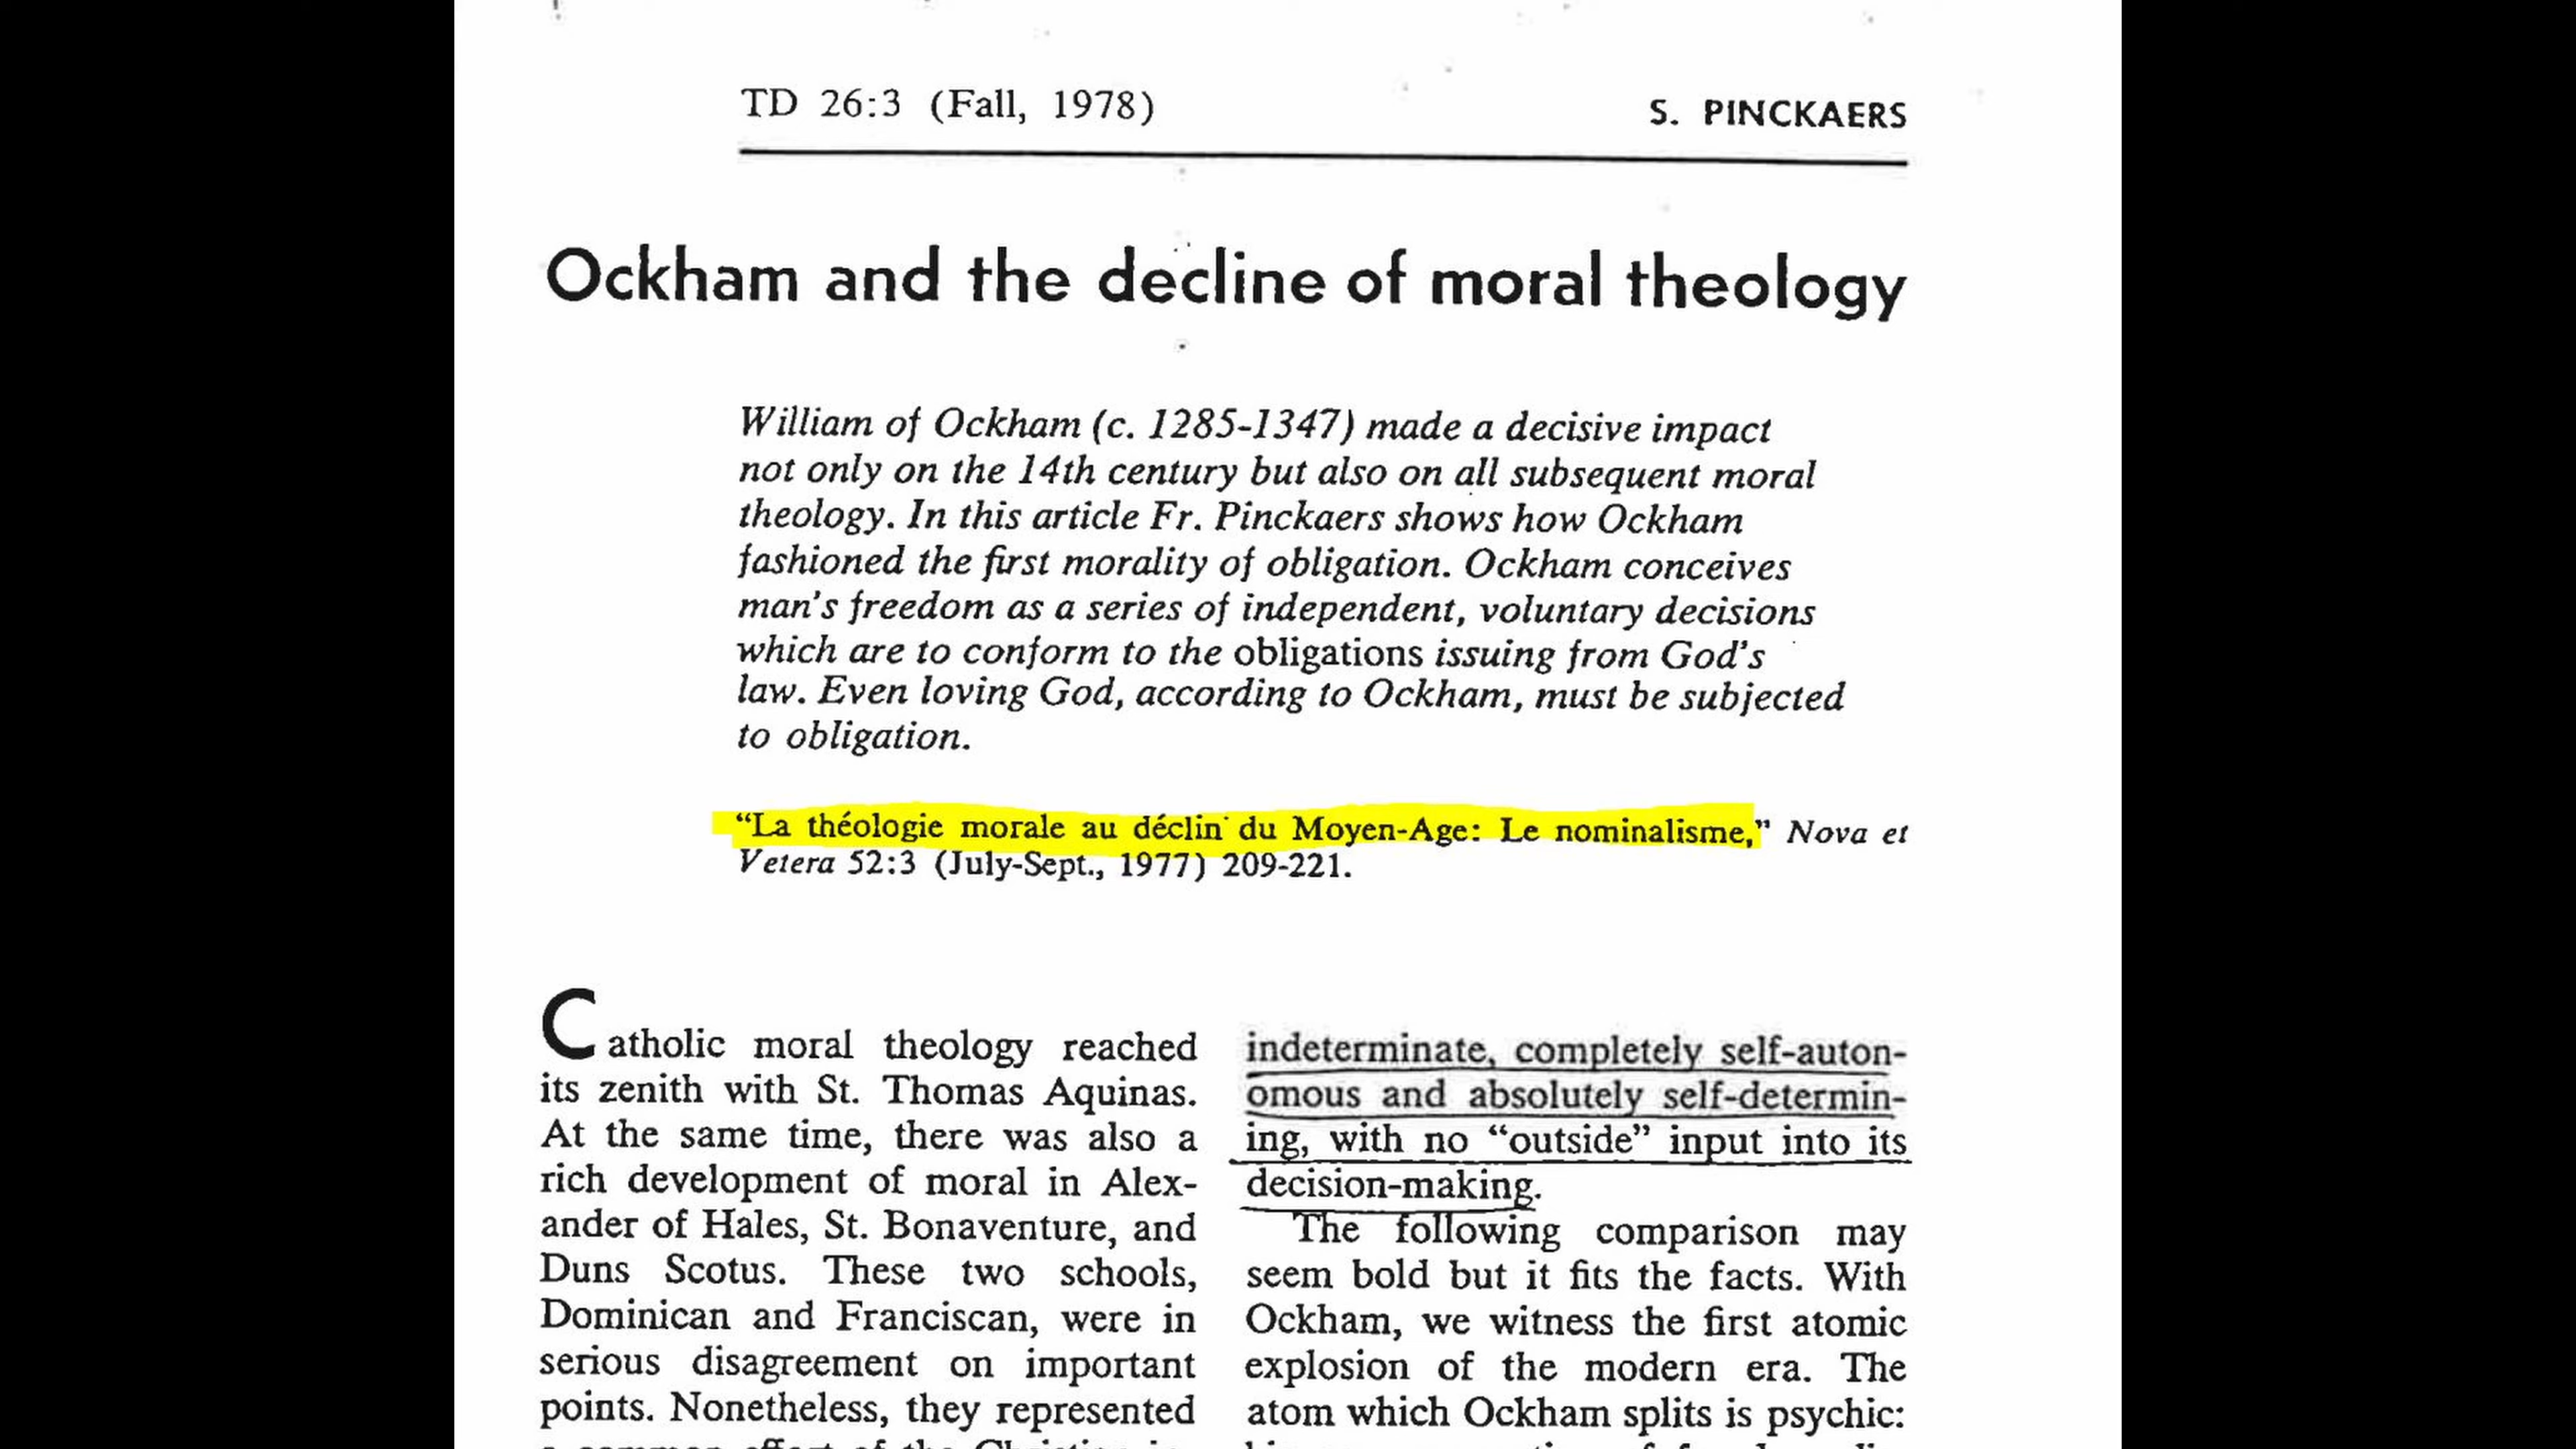 TD 26:3 (Fall, 1978)
S. PINCKAERS
Ockham and the decline of moral theology
William of Ockham (c. 1285-1347) made a decisive impact
not only on the 14th century but also on all subsequent moral
theology. In this article Fr. Pinckaers shows how Ockham
fashioned the first morality of obligation. Ockham conceives
man's freedom as a series of independent, voluntary decisions
which are to conform to the obligations issuing from God's
law. Even loving God, according to Ockham, must be subjected
to obligation.
“La théologie morale au déclin du Moyen-Age: Le nominalisme,” Nova et
Vetera 52:3 (July-Sept., 1977) 209-221.
Catholic moral theology reached
its zenith with St. Thomas Aquinas.
At the same time, there was also a
rich development of moral in Alex-
ander of Hales, St. Bonaventure, and
Duns Scotus. These two schools,
Dominican and Franciscan, were in
serious disagreement on important
points. Nonetheless, they represented
indeterminate, completely self-auton-
omous and absolutely self-determin-
ing, with no “outside” input into its
decision-making.
The following comparison may
seem bold but it fits the facts. With
Ockham, we witness the first atomic
explosion of the modern era. The
atom which Ockham splits is psychic: